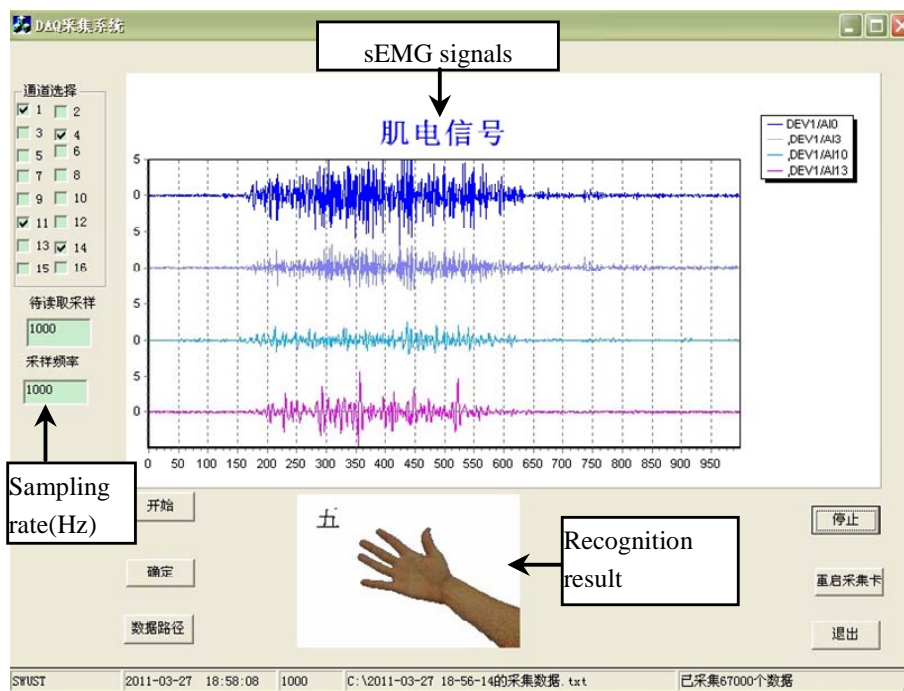 DAQ采集系统
sEMG signals
通道选择
1 2
3 4
5 6
7 8
9 10
11 12
13 14
15 16
待读取采样
1000
采样频率
1000
Sampling
rate(Hz)
肌电信号
DEV1/AI0
,DEV1/AI3
,DEV1/AI10
,DEV1/AI13
5
0
5
0
5
0
5
0
0 50 100 150 200 250 300 350 400 450 500 550 600 650 700 750 800 850 900 950
开始
确定
数据路径
五
Recognition
result
停止
重启采集卡
退出
SWUST 2011-03-27 18:58:08 1000 C:\2011-03-27 18-56-14的采集数据.txt 已采集67000个数据